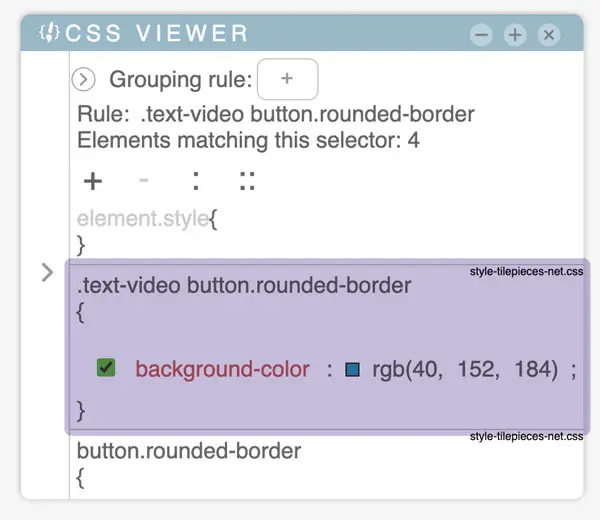 CSS VIEWER
Grouping rule: +
Rule: .text-video button.rounded-border
Elements matching this selector: 4
+ - : ::
element.style{
}
style-tilepieces-net.css
.text-video button.rounded-border
{
background-color : rgb(40, 152, 184) ;
}
style-tilepieces-net.css
button.rounded-border
{